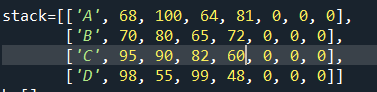 stack=[['A', 68, 100, 64, 81, 0, 0, 0],
['B', 70, 80, 65, 72, 0, 0, 0],
['C', 95, 90, 82, 60, 0, 0, 0],
['D', 98, 55, 99, 48, 0, 0, 0]]